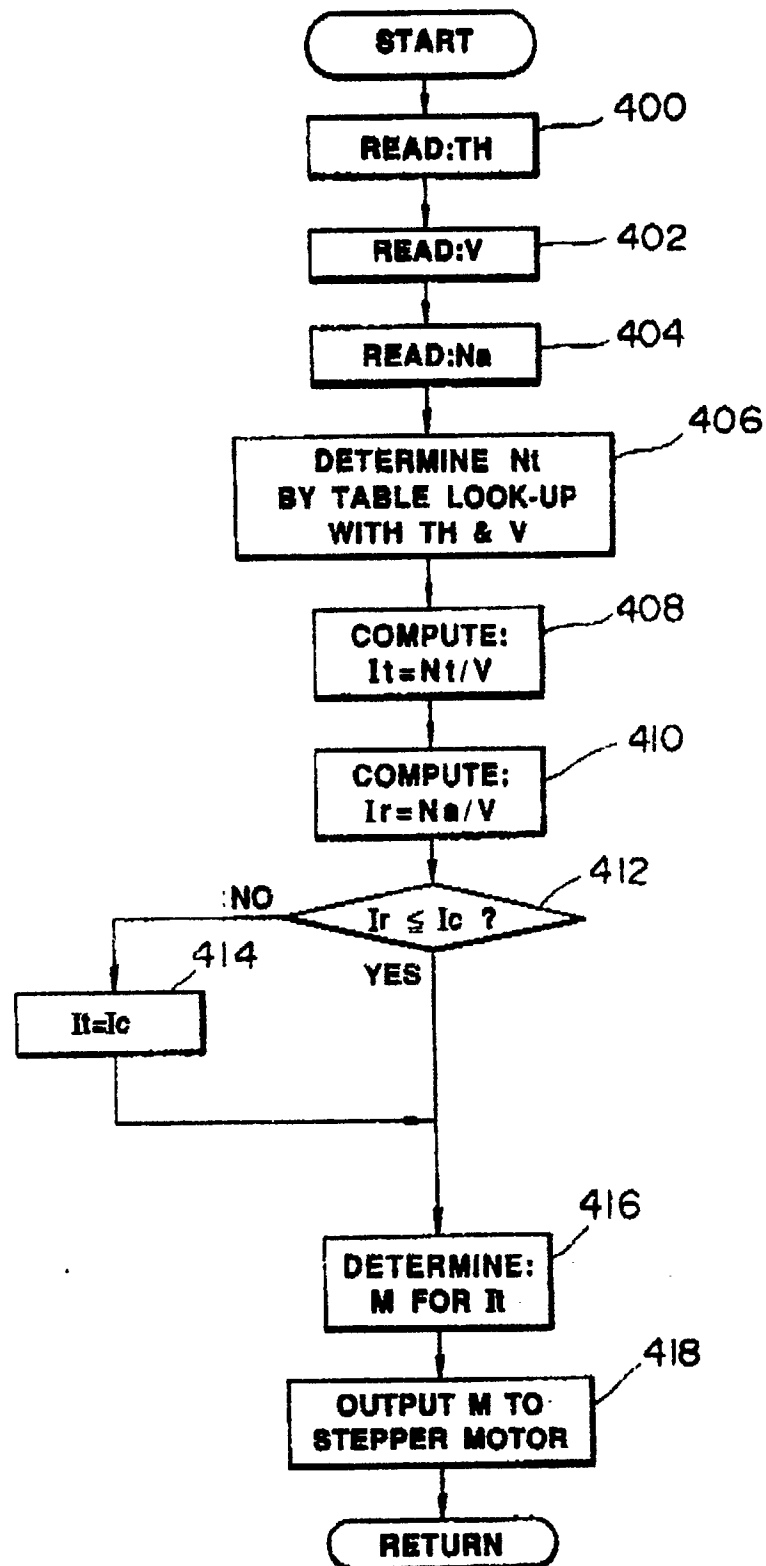 START
400
READ:TH
402
READ:V
404
READ:Na
406
DETERMINE Nt
BY TABLE LOOK-UP
WITH TH & V
408
COMPUTE:
It=Nt/V
410
COMPUTE:
Ir=Na/V
412
:NO
Ir ≦ Ic ?
YES
414
It=Ic
416
DETERMINE:
M FOR It
418
OUTPUT M TO
STEPPER MOTOR
RETURN